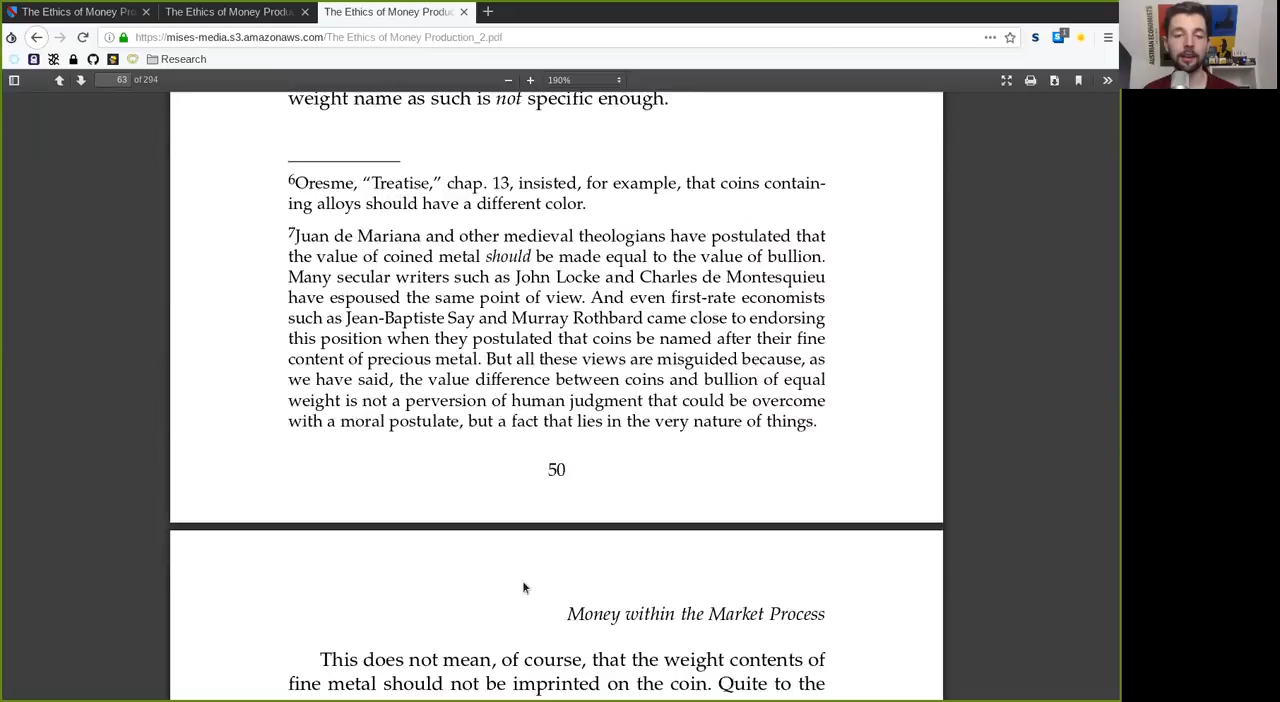 The Ethics of Money Pro
The Ethics of Money Produ
The Ethics of Money Produc
https://mises-media.s3.amazonaws.com/The Ethics of Money Production_2.pdf
S
S 1
Research
63 of 294
190%
AUSTRIAN ECONOMISTS
weight name as such is not specific enough.
6Oresme, “Treatise,” chap. 13, insisted, for example, that coins contain-
ing alloys should have a different color.
7Juan de Mariana and other medieval theologians have postulated that
the value of coined metal should be made equal to the value of bullion.
Many secular writers such as John Locke and Charles de Montesquieu
have espoused the same point of view. And even first-rate economists
such as Jean-Baptiste Say and Murray Rothbard came close to endorsing
this position when they postulated that coins be named after their fine
content of precious metal. But all these views are misguided because, as
we have said, the value difference between coins and bullion of equal
weight is not a perversion of human judgment that could be overcome
with a moral postulate, but a fact that lies in the very nature of things.
50
Money within the Market Process
This does not mean, of course, that the weight contents of
fine metal should not be imprinted on the coin. Quite to the